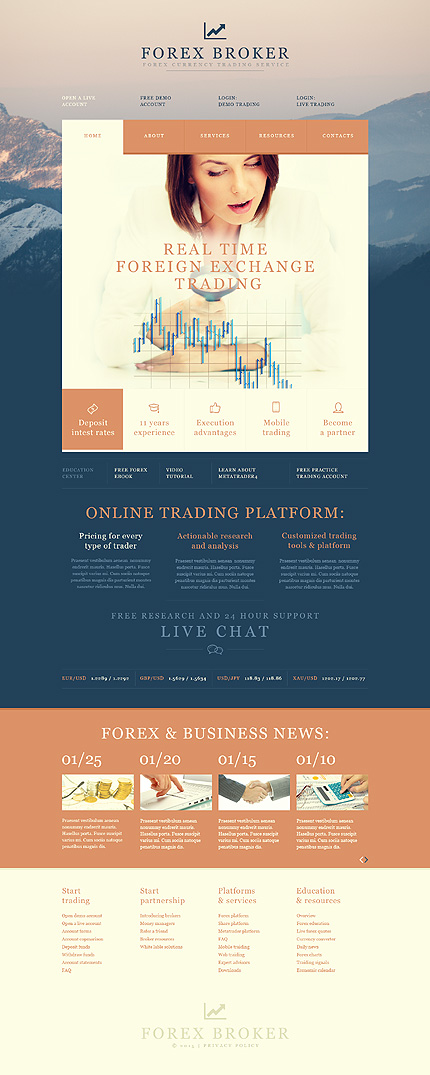 FOREX BROKER
FOREX CURRENCY TRADING SERVICE
OPEN A LIVE
ACCOUNT
FREE DEMO
ACCOUNT
LOGIN:
DEMO TRADING
LOGIN:
LIVE TRADING
HOME
ABOUT
SERVICES
RESOURCES
CONTACTS
REAL TIME
FOREIGN EXCHANGE
TRADING
Deposit
intest rates
11 years
experience
Execution
advantages
Mobile
trading
Become
a partner
EDUCATION
CENTER
FREE FOREX
EBOOK
VIDEO
TUTORIAL
LEARN ABOUT
METATRADER4
FREE PRACTICE
TRADING ACCOUNT
ONLINE TRADING PLATFORM:
Pricing for every
type of trader
Praesent vestibulum aenean nonummy
endrerit mauris. Hasellus porta. Fusce
suscipit varius mi. Cum sociis natoque
penatibus magnis dis parturient montes
nascetur ridiculus mus. Nulla dui.
Actionable research
and analysis
Praesent vestibulum aenean nonummy
endrerit mauris. Hasellus porta. Fusce
suscipit varius mi. Cum sociis natoque
penatibus magnis dis parturient montes
nascetur ridiculus mus. Nulla dui.
Customized trading
tools & platform
Praesent vestibulum aenean nonummy
endrerit mauris. Hasellus porta. Fusce
suscipit varius mi. Cum sociis natoque
penatibus magnis dis parturient montes
nascetur ridiculus mus. Nulla dui.
FREE RESEARCH AND 24 HOUR SUPPORT
LIVE CHAT
EUR/USD 1.0289 / 1.0292
GBP/USD 1.5629 / 1.5634
USD/JPY 118.83 / 118.86
XAU/USD 1202.17 / 1202.77
FOREX & BUSINESS NEWS:
01/25
01/20
01/15
01/10
Praesent vestibulum aenean
nonummy endrerit mauris.
Hasellus porta. Fusce suscipit
varius mi. Cum sociis natoque
penatibus magnis dis.
Praesent vestibulum aenean
nonummy endrerit mauris.
Hasellus porta. Fusce suscipit
varius mi. Cum sociis natoque
penatibus magnis dis.
Praesent vestibulum aenean
nonummy endrerit mauris.
Hasellus porta. Fusce suscipit
varius mi. Cum sociis natoque
penatibus magnis dis.
Praesent vestibulum aenean
nonummy endrerit mauris.
Hasellus porta. Fusce suscipit
varius mi. Cum sociis natoque
penatibus magnis dis.
Start
trading
Open demo account
Open a live account
Account forms
Account comparison
Deposit funds
Withdraw funds
Account statements
FAQ
Start
partnership
Introducing brokers
Money managers
Refer a friend
Broker resources
White lable solutions
Platforms
& services
Forex platform
Share platform
Metatrader platform
FAQ
Mobile traiding
Web trading
Expert advisors
Downloads
Education
& resources
Overview
Forex education
Live forex quotes
Currency converter
Daily news
Forex charts
Traiding signals
Economic calendar
FOREX BROKER
PRIVACY POLICY